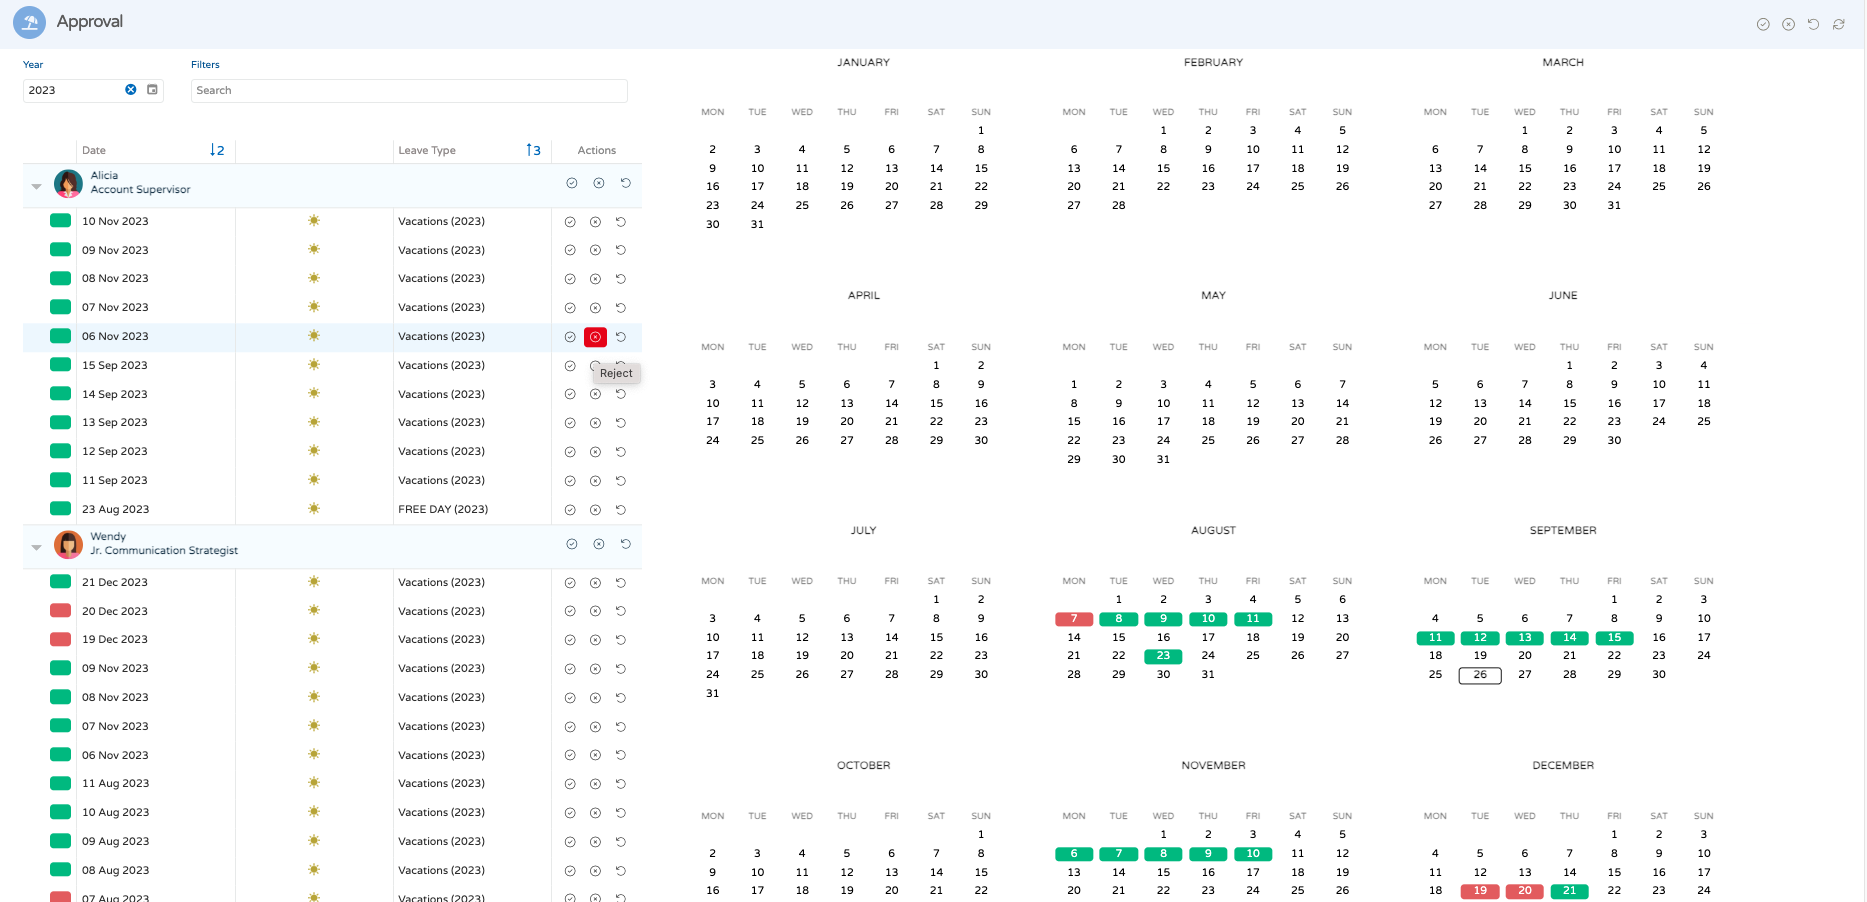 Approval
Year
Filters
2023
Search
Date 2 Leave Type 3 Actions
Alicia
Account Supervisor
10 Nov 2023 Vacations (2023)
09 Nov 2023 Vacations (2023)
08 Nov 2023 Vacations (2023)
07 Nov 2023 Vacations (2023)
06 Nov 2023 Vacations (2023)
15 Sep 2023 Vacations (2023)
Reject
14 Sep 2023 Vacations (2023)
13 Sep 2023 Vacations (2023)
12 Sep 2023 Vacations (2023)
11 Sep 2023 Vacations (2023)
23 Aug 2023 FREE DAY (2023)
Wendy
Jr. Communication Strategist
21 Dec 2023 Vacations (2023)
20 Dec 2023 Vacations (2023)
19 Dec 2023 Vacations (2023)
09 Nov 2023 Vacations (2023)
08 Nov 2023 Vacations (2023)
07 Nov 2023 Vacations (2023)
06 Nov 2023 Vacations (2023)
11 Aug 2023 Vacations (2023)
10 Aug 2023 Vacations (2023)
09 Aug 2023 Vacations (2023)
08 Aug 2023 Vacations (2023)
07 Aug 2023 Vacations (2023)
JANUARY
MON TUE WED THU FRI SAT SUN
1
2 3 4 5 6 7 8
9 10 11 12 13 14 15
16 17 18 19 20 21 22
23 24 25 26 27 28 29
30 31
FEBRUARY
MON TUE WED THU FRI SAT SUN
1 2 3 4 5
6 7 8 9 10 11 12
13 14 15 16 17 18 19
20 21 22 23 24 25 26
27 28
MARCH
MON TUE WED THU FRI SAT SUN
1 2 3 4 5
6 7 8 9 10 11 12
13 14 15 16 17 18 19
20 21 22 23 24 25 26
27 28 29 30 31
APRIL
MON TUE WED THU FRI SAT SUN
1 2
3 4 5 6 7 8 9
10 11 12 13 14 15 16
17 18 19 20 21 22 23
24 25 26 27 28 29 30
MAY
MON TUE WED THU FRI SAT SUN
1 2 3 4 5 6 7
8 9 10 11 12 13 14
15 16 17 18 19 20 21
22 23 24 25 26 27 28
29 30 31
JUNE
MON TUE WED THU FRI SAT SUN
1 2 3 4
5 6 7 8 9 10 11
12 13 14 15 16 17 18
19 20 21 22 23 24 25
26 27 28 29 30
JULY
MON TUE WED THU FRI SAT SUN
1 2
3 4 5 6 7 8 9
10 11 12 13 14 15 16
17 18 19 20 21 22 23
24 25 26 27 28 29 30
31
AUGUST
MON TUE WED THU FRI SAT SUN
1 2 3 4 5 6
7 8 9 10 11 12 13
14 15 16 17 18 19 20
21 22 23 24 25 26 27
28 29 30 31
SEPTEMBER
MON TUE WED THU FRI SAT SUN
1 2 3
4 5 6 7 8 9 10
11 12 13 14 15 16 17
18 19 20 21 22 23 24
25 26 27 28 29 30
OCTOBER
MON TUE WED THU FRI SAT SUN
1
2 3 4 5 6 7 8
9 10 11 12 13 14 15
16 17 18 19 20 21 22
NOVEMBER
MON TUE WED THU FRI SAT SUN
1 2 3 4 5
6 7 8 9 10 11 12
13 14 15 16 17 18 19
20 21 22 23 24 25 26
DECEMBER
MON TUE WED THU FRI SAT SUN
1 2 3
4 5 6 7 8 9 10
11 12 13 14 15 16 17
18 19 20 21 22 23 24